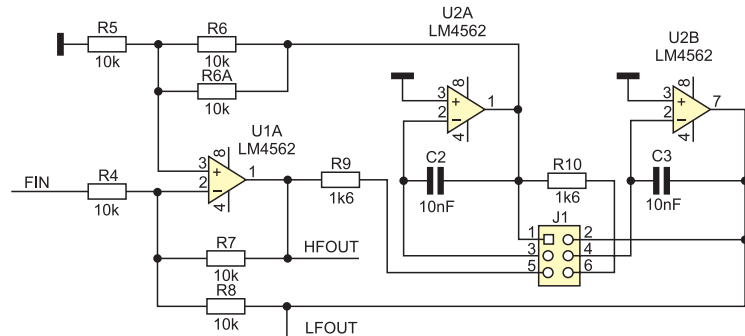 U2A
LM4562
U2B
LM4562
R5
10k
R6
10k
R6A
10k
8
3
+
2
−
1
4
8
3
+
2
−
7
4
U1A
LM4562
8
3
+
2
−
1
4
FIN
R4
10k
R9
1k6
C2
10nF
R10
1k6
C3
10nF
J1
1
2
3
4
5
6
R7
10k
HFOUT
R8
10k
LFOUT